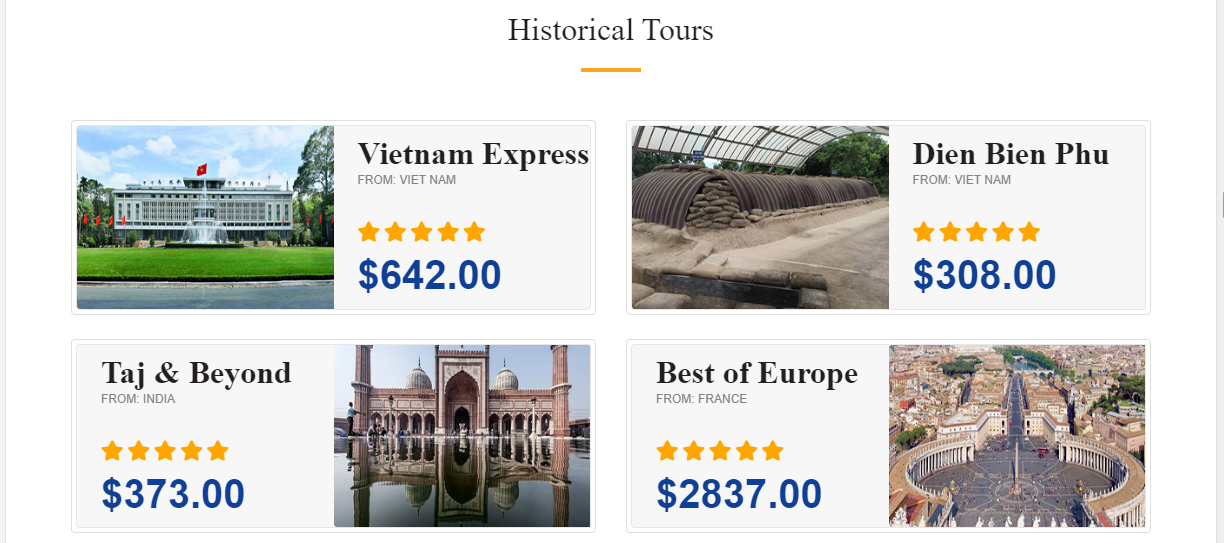 Historical Tours
Vietnam Express
FROM: VIET NAM
$642.00
Dien Bien Phu
FROM: VIET NAM
$308.00
Taj & Beyond
FROM: INDIA
$373.00
Best of Europe
FROM: FRANCE
$2837.00